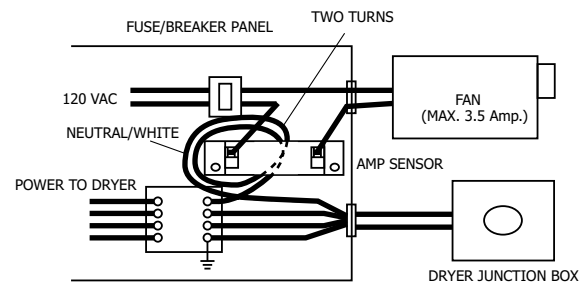 FUSE/BREAKER PANEL
TWO TURNS
120 VAC
FAN
(MAX. 3.5 Amp.)
NEUTRAL/WHITE
AMP SENSOR
POWER TO DRYER
DRYER JUNCTION BOX